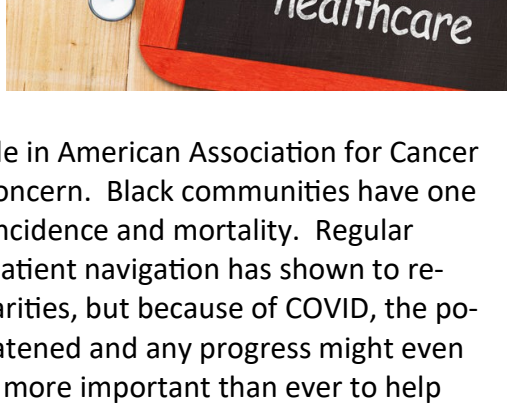 healthcare
le in American Association for Cancer
oncern.  Black communities have one
ncidence and mortality.  Regular
atient navigation has shown to re-
arities, but because of COVID, the po-
atened and any progress might even
more important than ever to help